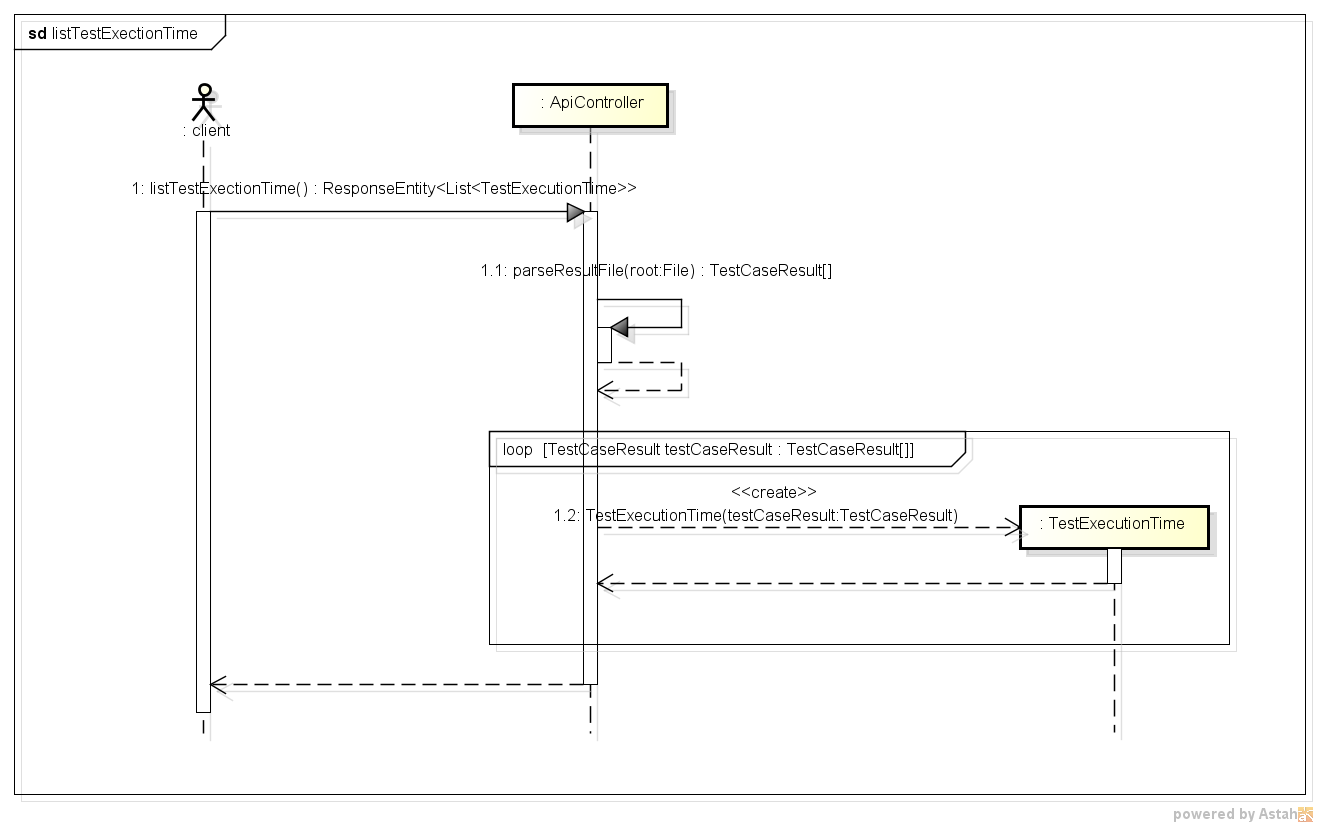 sd listTestExectionTime
: client
: ApiController
1: listTestExectionTime() : ResponseEntity<List<TestExecutionTime>>
1.1: parseResultFile(root:File) : TestCaseResult[]
loop [TestCaseResult testCaseResult : TestCaseResult[]]
<<create>>
1.2: TestExecutionTime(testCaseResult:TestCaseResult)
: TestExecutionTime
powered by Astah